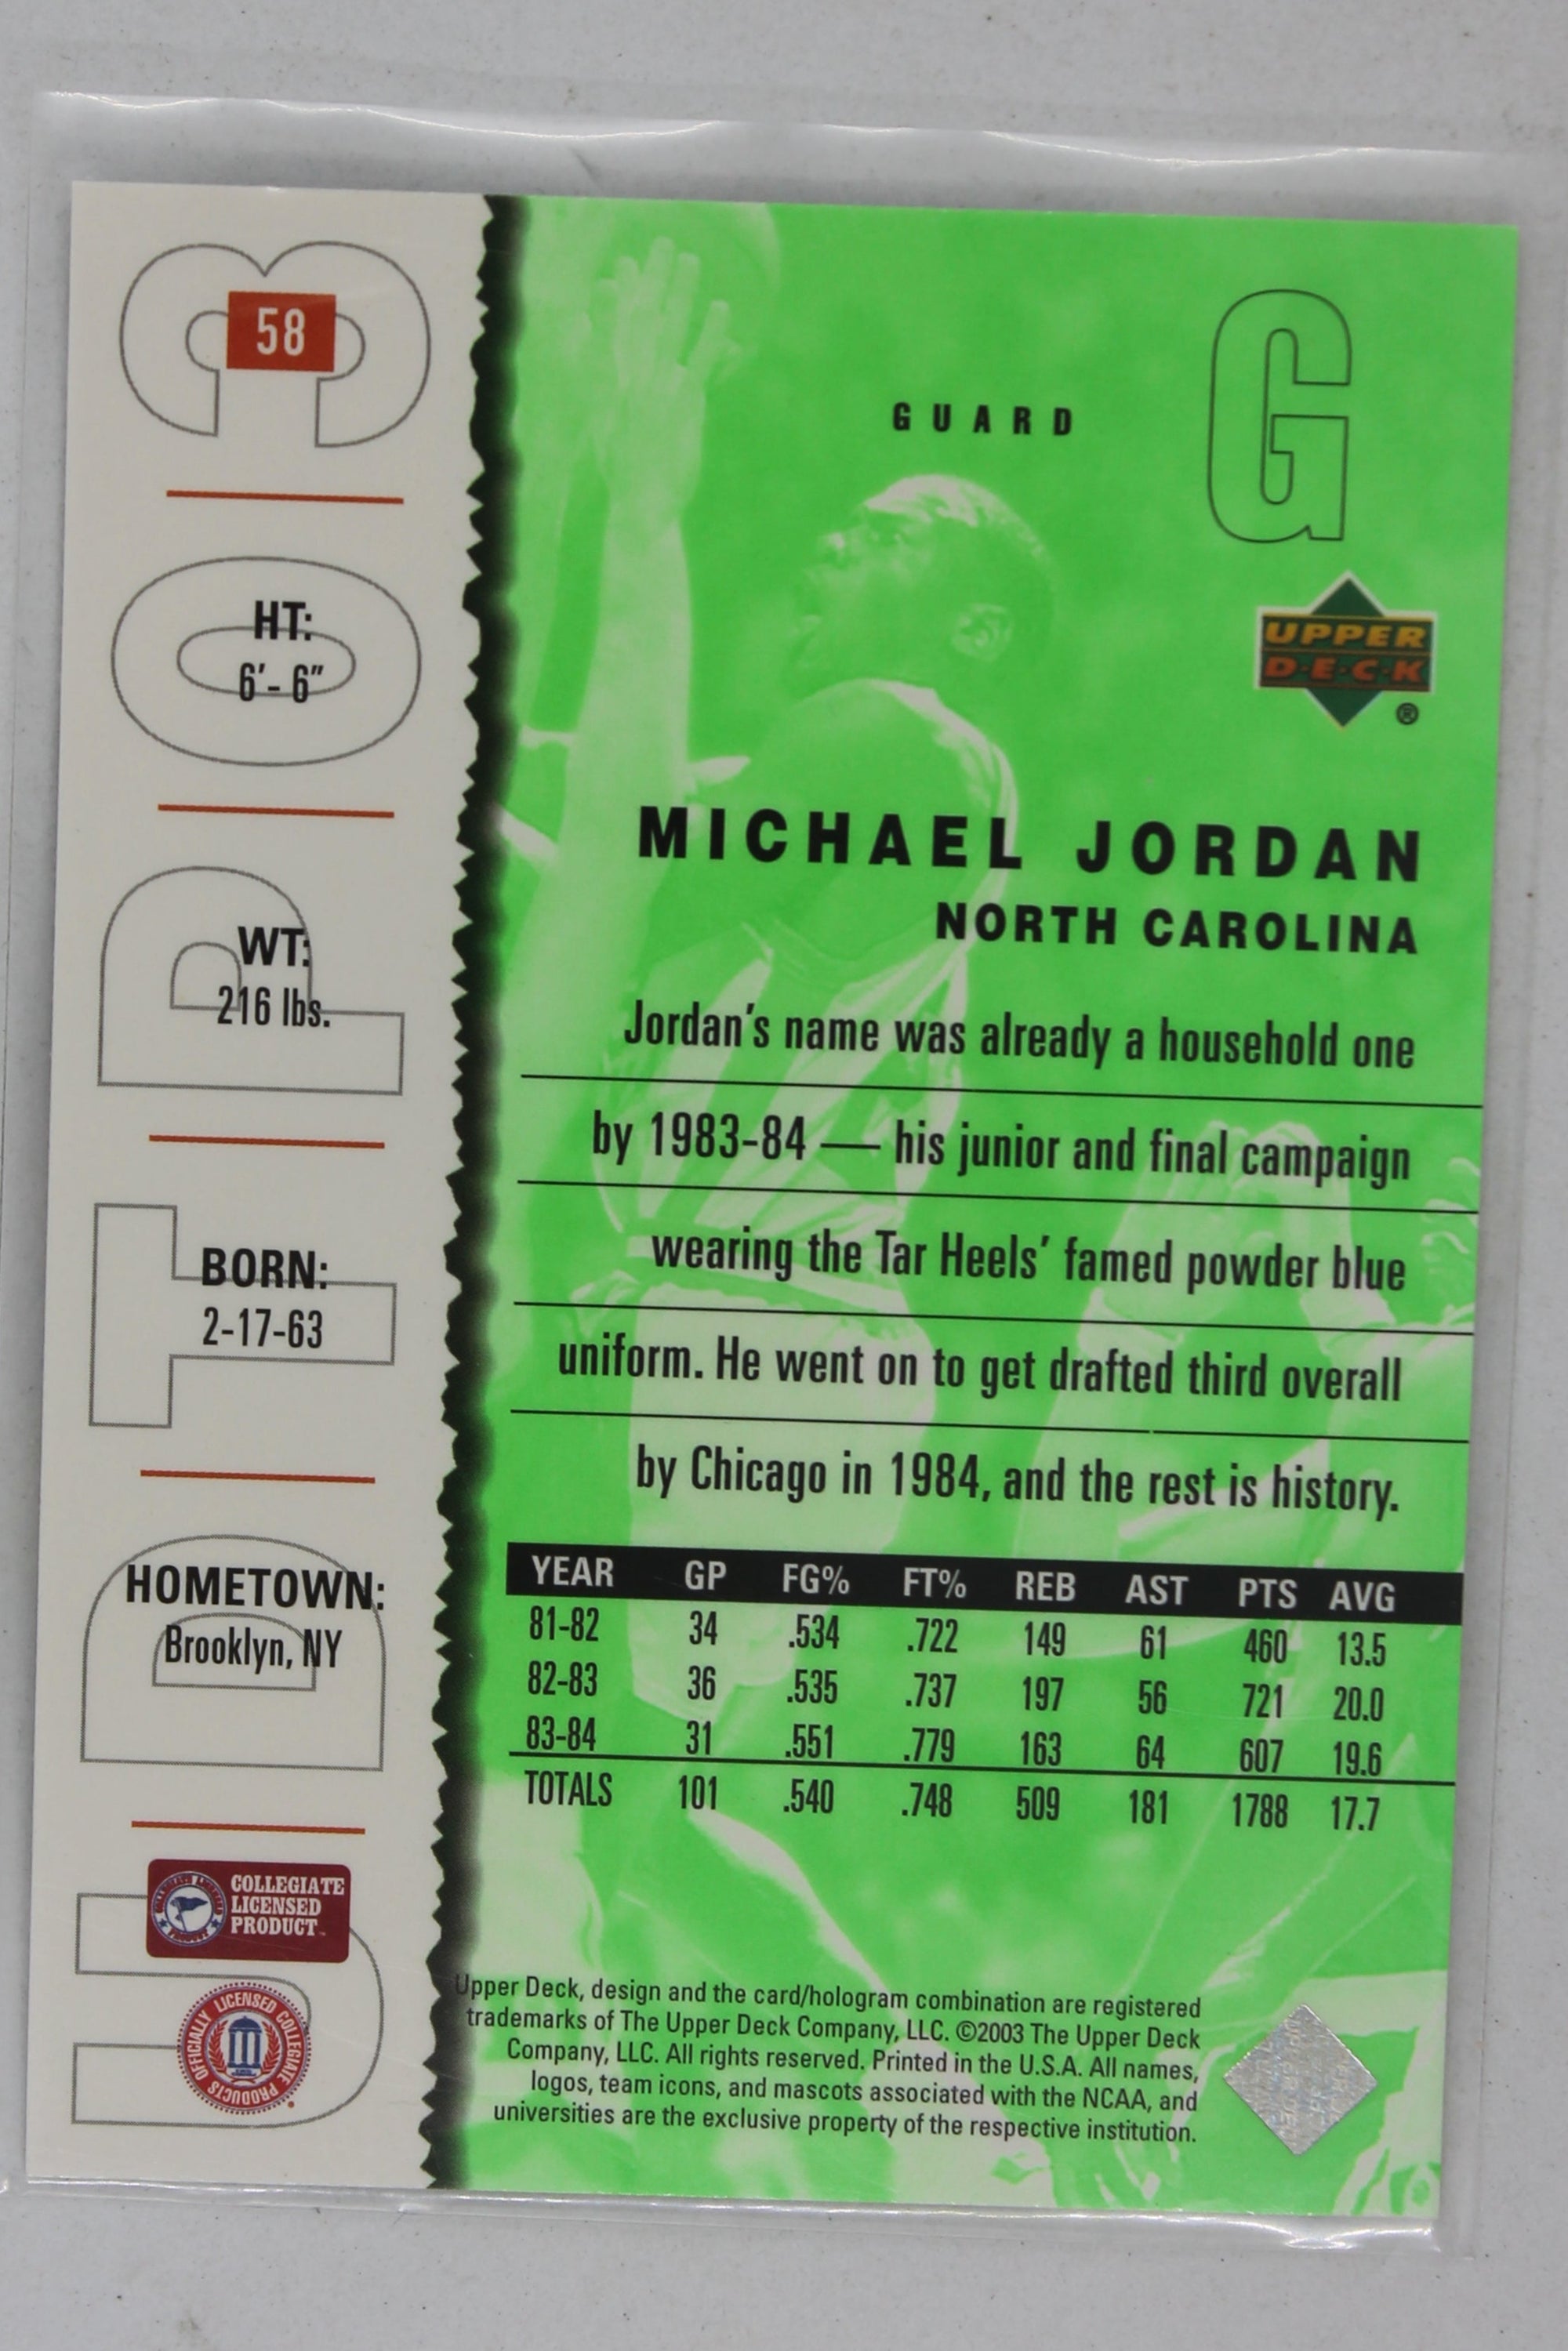 58
HT:
6'- 6"
WT:
216 lbs.
BORN:
2-17-63
HOMETOWN:
Brooklyn, NY
COLLEGIATE
LICENSED
PRODUCT™
OFFICIALLY LICENSED COLLEGIATE PRODUCTS
UD TOP 03
GUARD
G
UPPER
D·E·C·K
®
MICHAEL JORDAN
NORTH CAROLINA
Jordan's name was already a household one
by 1983-84 — his junior and final campaign
wearing the Tar Heels' famed powder blue
uniform. He went on to get drafted third overall
by Chicago in 1984, and the rest is history.
YEAR GP FG% FT% REB AST PTS AVG
81-82 34 .534 .722 149 61 460 13.5
82-83 36 .535 .737 197 56 721 20.0
83-84 31 .551 .779 163 64 607 19.6
TOTALS 101 .540 .748 509 181 1788 17.7
Upper Deck, design and the card/hologram combination are registered
trademarks of The Upper Deck Company, LLC. ©2003 The Upper Deck
Company, LLC. All rights reserved. Printed in the U.S.A. All names,
logos, team icons, and mascots associated with the NCAA, and
universities are the exclusive property of the respective institution.